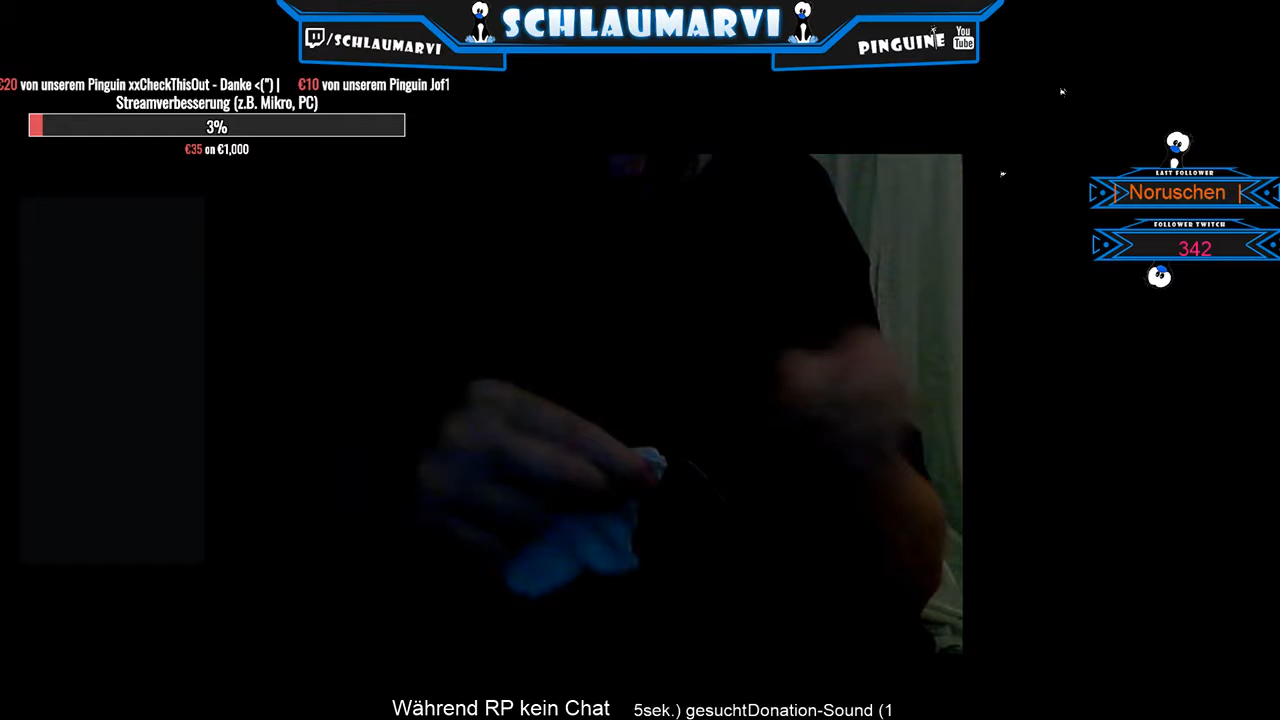 SCHLAUMARVI
/SCHLAUMARVI
PINGUINE
You
Tube
€20 von unserem Pinguin xxCheckThisOut - Danke <(") | €10 von unserem Pinguin Jof1
Streamverbesserung (z.B. Mikro, PC)
3%
€35 on €1,000
LAST FOLLOWER
| Noruschen |
FOLLOWER TWITCH
342
Während RP kein Chat
5sek.) gesuchtDonation-Sound (1